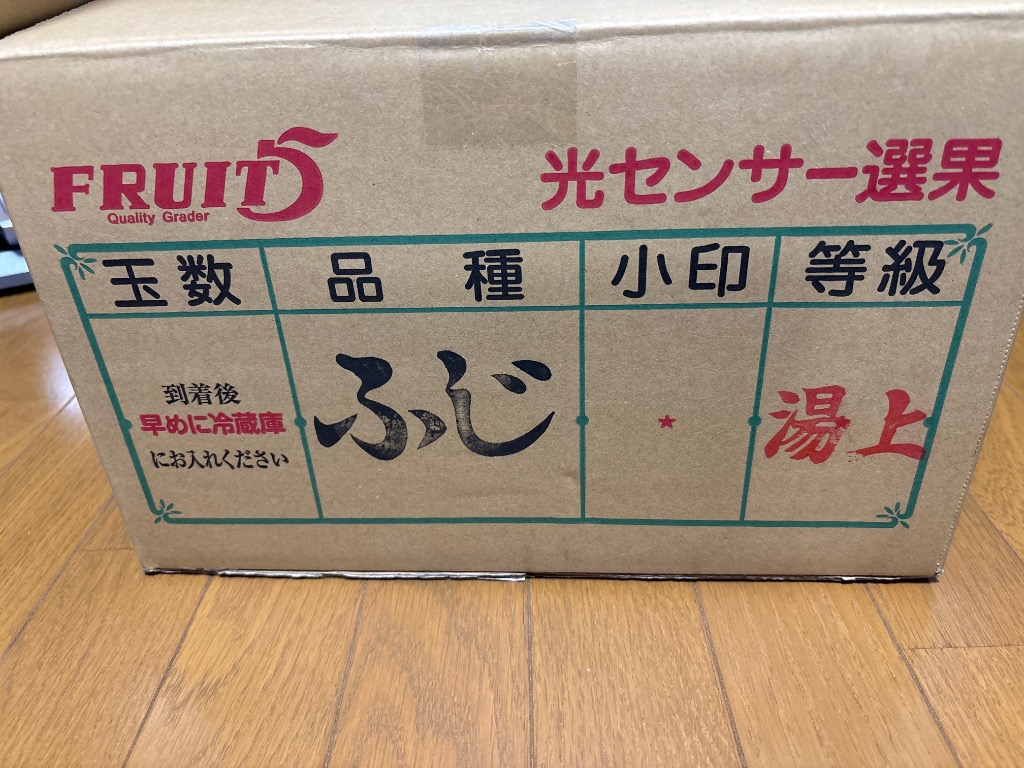 FRUIT5
Quality Grader
光センサー選果
玉数 品種 小印 等級
到着後
早めに冷蔵庫
にお入れください
ふじ
★
湯上